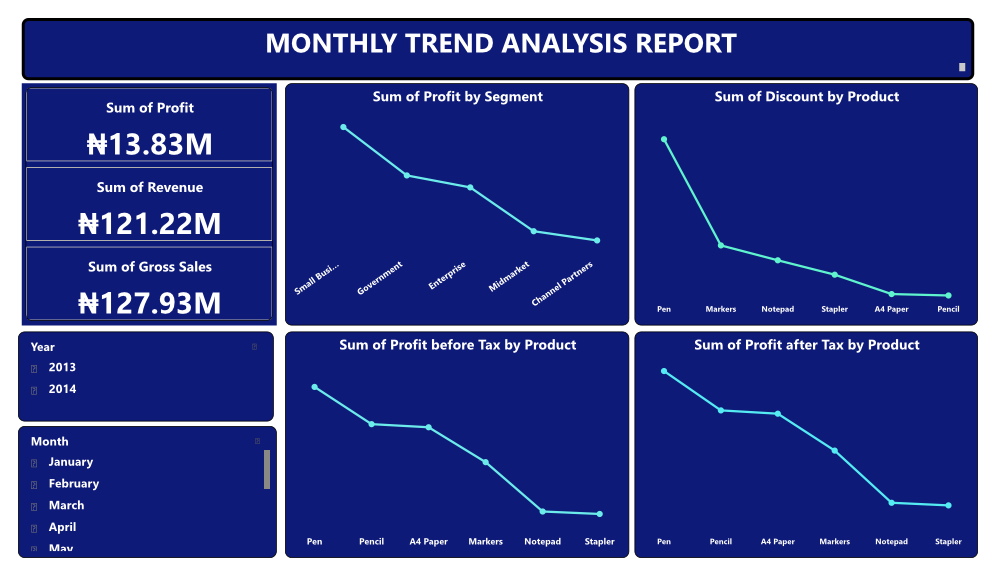 MONTHLY TREND ANALYSIS REPORT
Sum of Profit
₦13.83M
Sum of Revenue
₦121.22M
Sum of Gross Sales
₦127.93M
Year
2013
2014
Month
January
February
March
April
May
Sum of Profit by Segment
Small Busi...
Government
Enterprise
Midmarket
Channel Partners
Sum of Discount by Product
Pen Markers Notepad Stapler A4 Paper Pencil
Sum of Profit before Tax by Product
Pen Pencil A4 Paper Markers Notepad Stapler
Sum of Profit after Tax by Product
Pen Pencil A4 Paper Markers Notepad Stapler